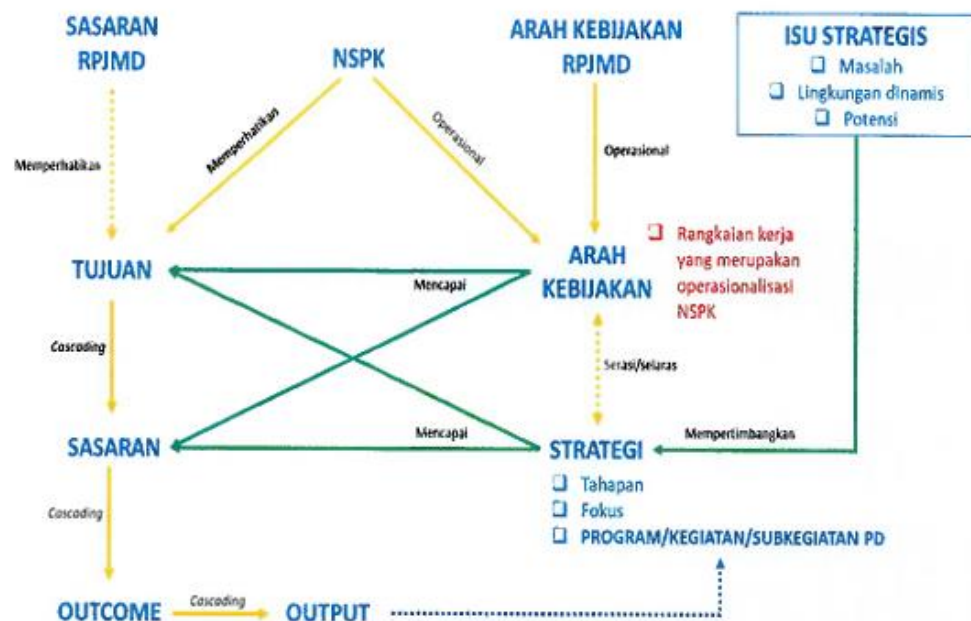 SASARAN
RPJMD
NSPK
ARAH KEBIJAKAN
RPJMD
ISU STRATEGIS
Masalah
Lingkungan dinamis
Potensi
Memperhatikan
Memperhatikan
Operasional
Operasional
TUJUAN
Mencapai
ARAH
KEBIJAKAN
Rangkaian kerja
yang merupakan
operasionalisasi
NSPK
Cascading
Serasi/selaras
SASARAN
Mencapai
STRATEGI
Mempertimbangkan
Tahapan
Fokus
PROGRAM/KEGIATAN/SUBKEGIATAN PD
Cascading
OUTCOME
Cascading
OUTPUT